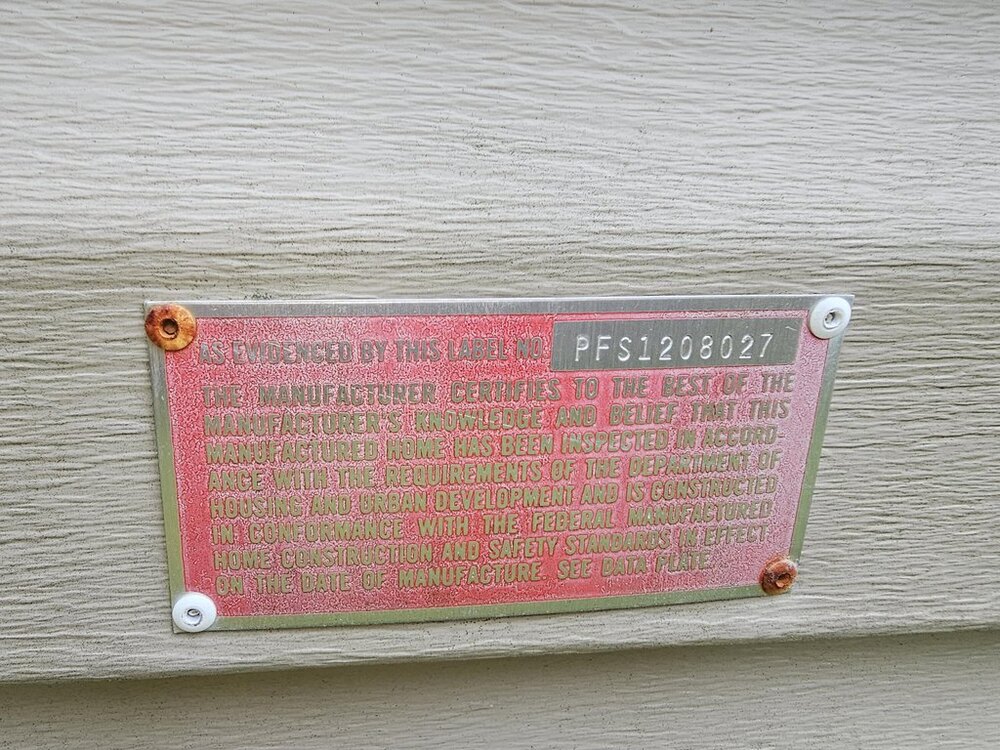 AS EVIDENCED BY THIS LABEL NO. PFS1208027
THE MANUFACTURER CERTIFIES TO THE BEST OF THE
MANUFACTURER'S KNOWLEDGE AND BELIEF THAT THIS
MANUFACTURED HOME HAS BEEN INSPECTED IN ACCORD-
ANCE WITH THE REQUIREMENTS OF THE DEPARTMENT OF
HOUSING AND URBAN DEVELOPMENT AND IS CONSTRUCTED
IN CONFORMANCE WITH THE FEDERAL MANUFACTURED
HOME CONSTRUCTION AND SAFETY STANDARDS IN EFFECT
ON THE DATE OF MANUFACTURE. SEE DATA PLATE.